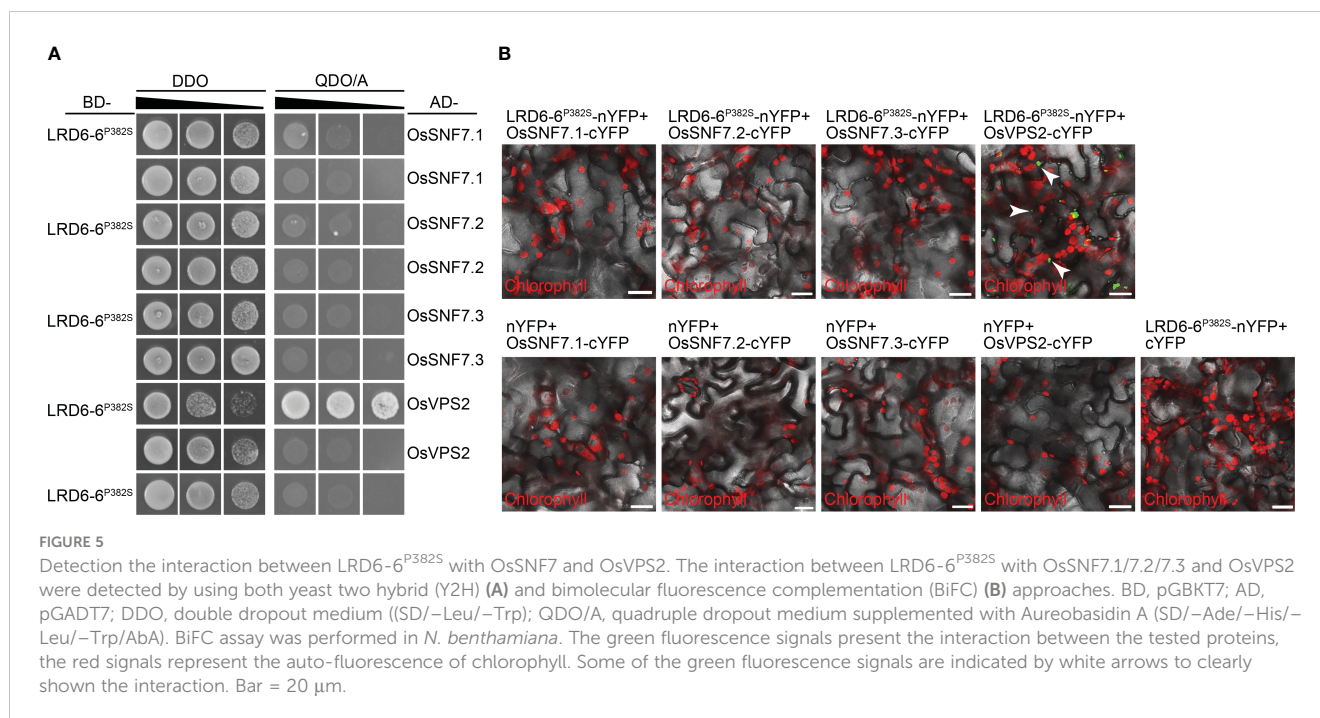 A
DDO QDO/A
BD- AD-
LRD6-6P382S OsSNF7.1
OsSNF7.1
LRD6-6P382S OsSNF7.2
OsSNF7.2
LRD6-6P382S OsSNF7.3
OsSNF7.3
LRD6-6P382S OsVPS2
OsVPS2
LRD6-6P382S
B
LRD6-6P382S-nYFP+ LRD6-6P382S-nYFP+ LRD6-6P382S-nYFP+ LRD6-6P382S-nYFP+
OsSNF7.1-cYFP OsSNF7.2-cYFP OsSNF7.3-cYFP OsVPS2-cYFP
Chlorophyll Chlorophyll Chlorophyll Chlorophyll
nYFP+ nYFP+ nYFP+ nYFP+ LRD6-6P382S-nYFP+
OsSNF7.1-cYFP OsSNF7.2-cYFP OsSNF7.3-cYFP OsVPS2-cYFP cYFP
Chlorophyll Chlorophyll Chlorophyll Chlorophyll Chlorophyll
FIGURE 5
Detection the interaction between LRD6-6P382S with OsSNF7 and OsVPS2. The interaction between LRD6-6P382S with OsSNF7.1/7.2/7.3 and OsVPS2
were detected by using both yeast two hybrid (Y2H) (A) and bimolecular fluorescence complementation (BiFC) (B) approaches. BD, pGBKT7; AD,
pGADT7; DDO, double dropout medium ((SD/−Leu/−Trp); QDO/A, quadruple dropout medium supplemented with Aureobasidin A (SD/−Ade/−His/−
Leu/−Trp/AbA). BiFC assay was performed in N. benthamiana. The green fluorescence signals present the interaction between the tested proteins,
the red signals represent the auto-fluorescence of chlorophyll. Some of the green fluorescence signals are indicated by white arrows to clearly
shown the interaction. Bar = 20 μm.